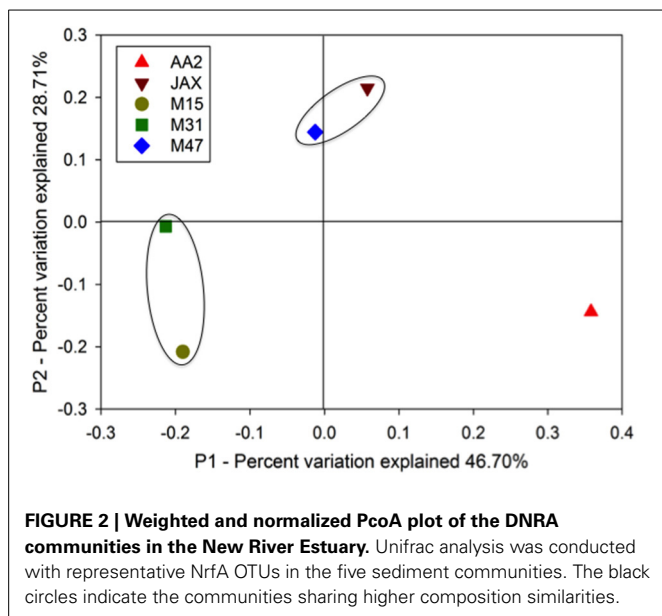 0.3
0.2
0.1
0.0
-0.1
-0.2
-0.3
P2 - Percent variation explained 28.71%
AA2
JAX
M15
M31
M47
-0.3 -0.2 -0.1 0.0 0.1 0.2 0.3 0.4
P1 - Percent variation explained 46.70%
FIGURE 2 | Weighted and normalized PcoA plot of the DNRA
communities in the New River Estuary. Unifrac analysis was conducted
with representative NrfA OTUs in the five sediment communities. The black
circles indicate the communities sharing higher composition similarities.